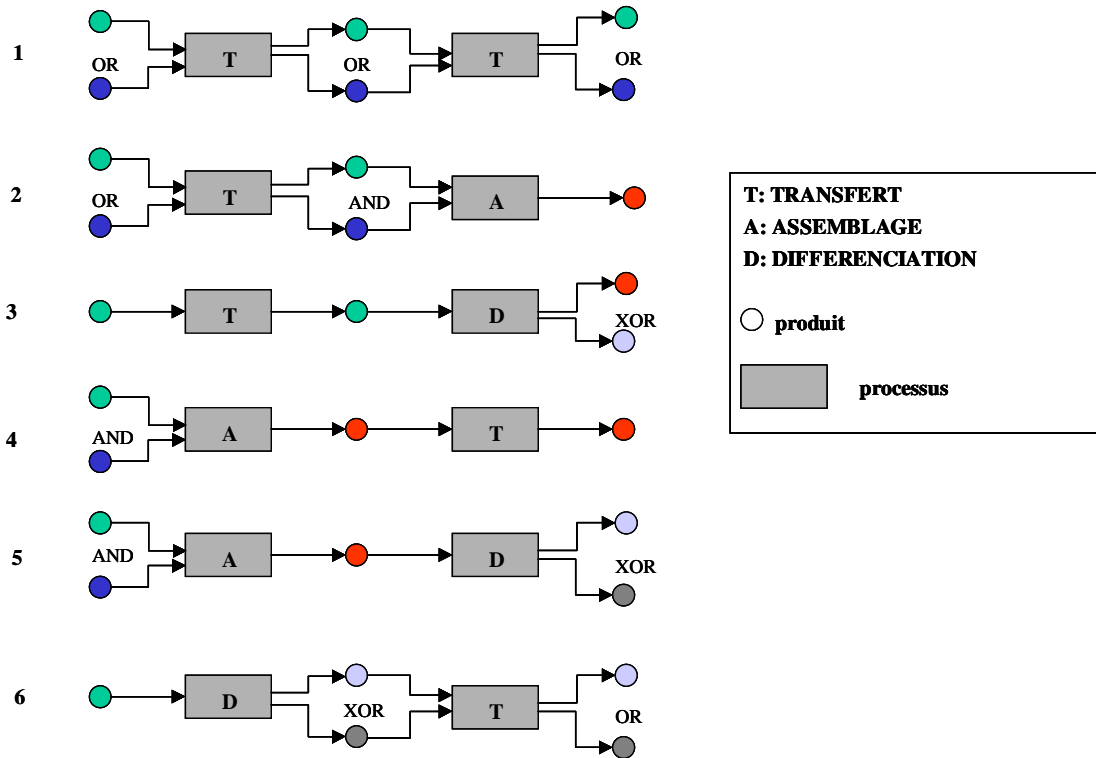 1 OR T OR T OR
2 OR T AND A
3 T D XOR
4 AND A T
5 AND A D XOR
6 D XOR T OR
T: TRANSFERT
A: ASSEMBLAGE
D: DIFFERENCIATION
produit
processus